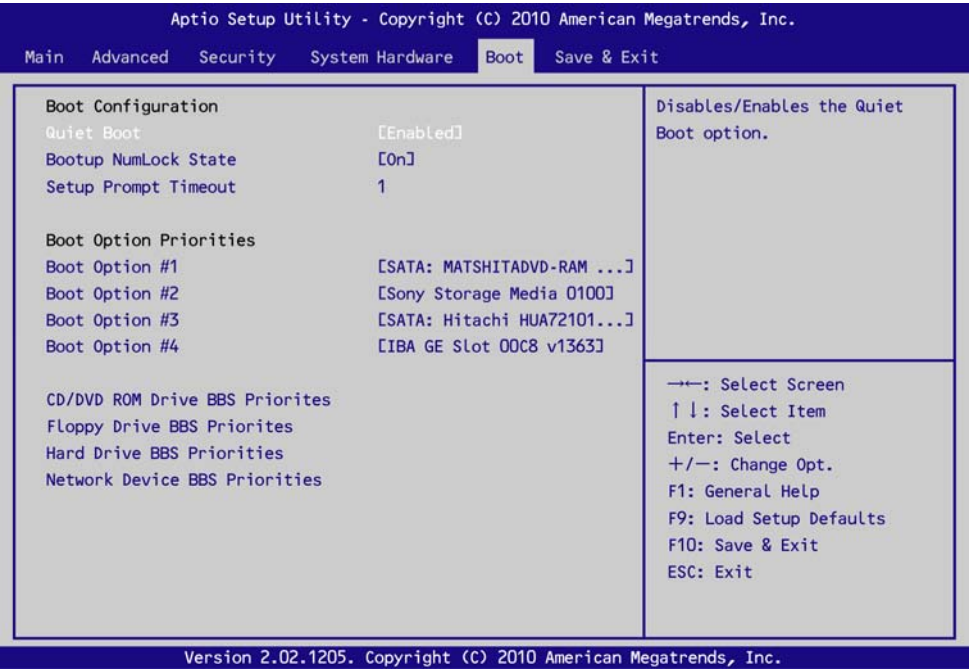 Aptio Setup Utility - Copyright (C) 2010 American Megatrends, Inc.
Main Advanced Security System Hardware Boot Save & Exit
Boot Configuration
Quiet Boot [Enabled]
Bootup NumLock State [On]
Setup Prompt Timeout 1
Boot Option Priorities
Boot Option #1 [SATA: MATSHITADVD-RAM ...]
Boot Option #2 [Sony Storage Media 0100]
Boot Option #3 [SATA: Hitachi HUA72101...]
Boot Option #4 [IBA GE Slot 00C8 v1363]
CD/DVD ROM Drive BBS Priorites
Floppy Drive BBS Priorites
Hard Drive BBS Priorities
Network Device BBS Priorities
Disables/Enables the Quiet
Boot option.
→←: Select Screen
↑↓: Select Item
Enter: Select
+/-: Change Opt.
F1: General Help
F9: Load Setup Defaults
F10: Save & Exit
ESC: Exit
Version 2.02.1205. Copyright (C) 2010 American Megatrends, Inc.